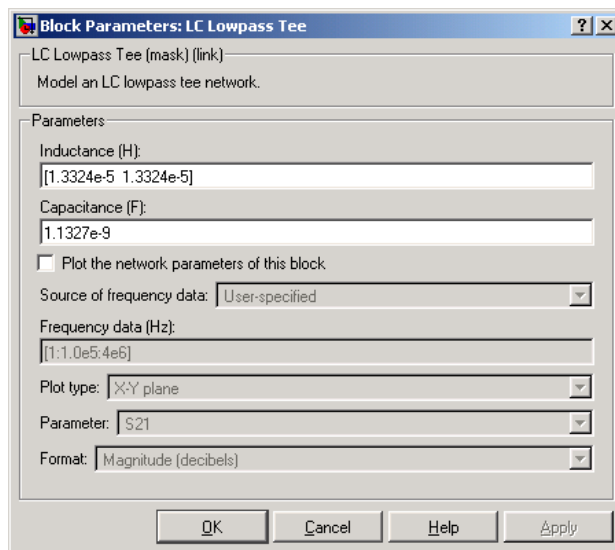 Block Parameters: LC Lowpass Tee
LC Lowpass Tee (mask) (link)
Model an LC lowpass tee network.
Parameters
Inductance (H):
[1.3324e-5 1.3324e-5]
Capacitance (F):
1.1327e-9
Plot the network parameters of this block
Source of frequency data: User-specified
Frequency data (Hz):
[1:1.0e5:4e6]
Plot type: X-Y plane
Parameter: S21
Format: Magnitude (decibels)
OK Cancel Help Apply